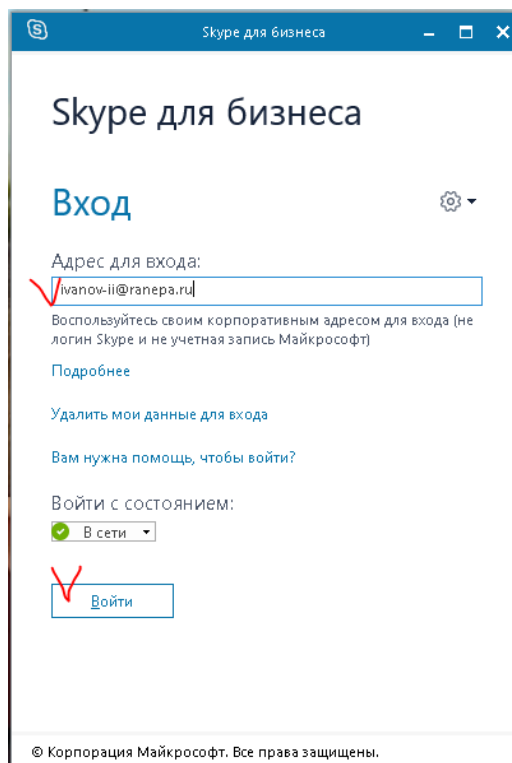 Skype для бизнеса
Skype для бизнеса
Вход
Адрес для входа:
ivanov-ii@ranepa.ru
Воспользуйтесь своим корпоративным адресом для входа (не
логин Skype и не учетная запись Майкрософт)
Подробнее
Удалить мои данные для входа
Вам нужна помощь, чтобы войти?
Войти с состоянием:
В сети
Войти
© Корпорация Майкрософт. Все права защищены.